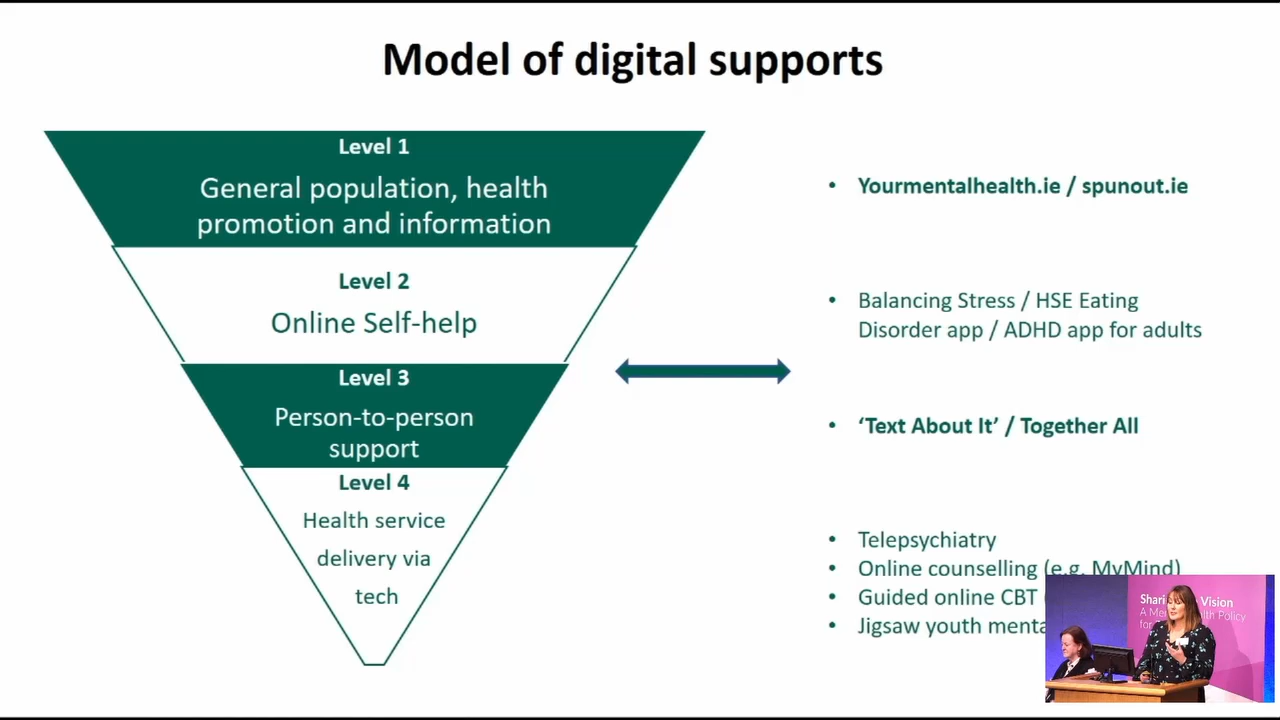 Model of digital supports
Level 1
General population, health
promotion and information
Level 2
Online Self-help
Level 3
Person-to-person
support
Level 4
Health service
delivery via
tech
• Yourmentalhealth.ie / spunout.ie
• Balancing Stress / HSE Eating
Disorder app / ADHD app for adults
• ‘Text About It’ / Together All
• Telepsychiatry
• Online counselling (e.g. MyMind)
• Guided online CBT
• Jigsaw youth
Vision
Policy